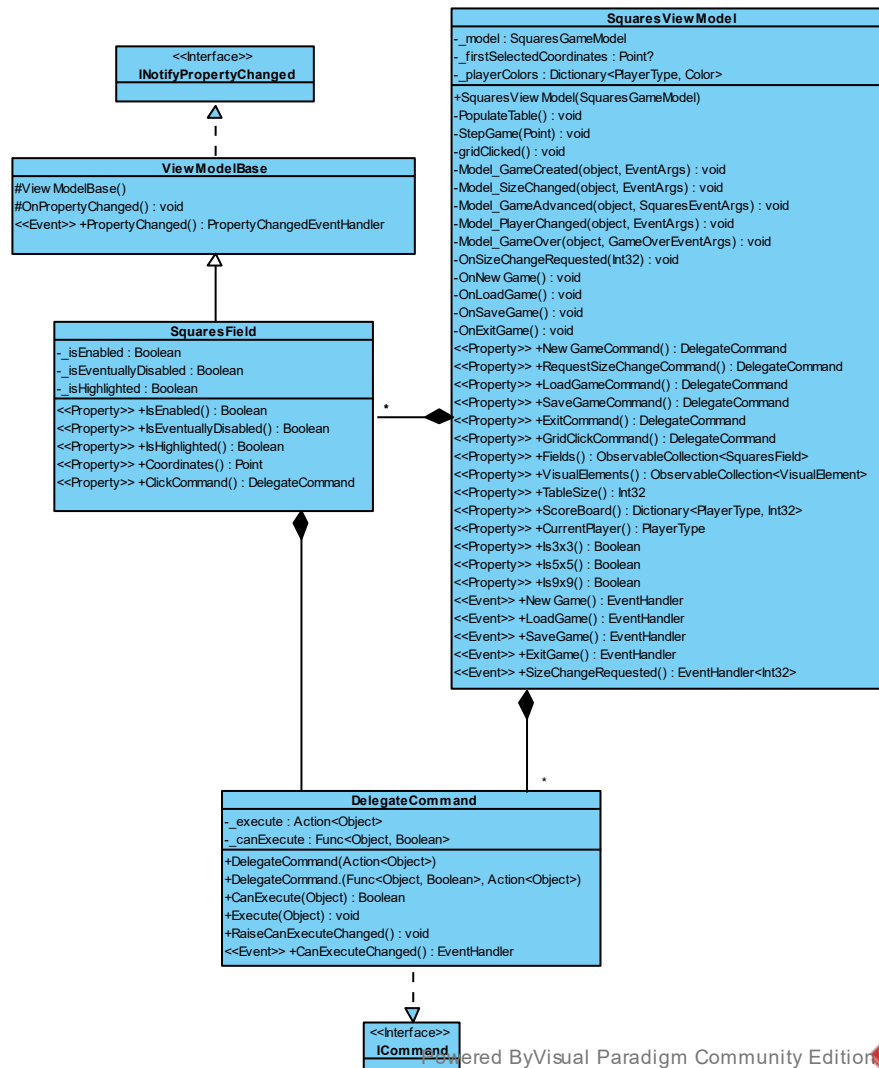 <<Interface>>
INotifyPropertyChanged
ViewModelBase
#ViewModelBase()
#OnPropertyChanged() : void
<<Event>> +PropertyChanged() : PropertyChangedEventHandler
SquaresField
-_isEnabled : Boolean
-_isEventuallyDisabled : Boolean
-_isHighlighted : Boolean
<<Property>> +IsEnabled() : Boolean
<<Property>> +IsEventuallyDisabled() : Boolean
<<Property>> +IsHighlighted() : Boolean
<<Property>> +Coordinates() : Point
<<Property>> +ClickCommand() : DelegateCommand
*
SquaresViewModel
-_model : SquaresGameModel
-_firstSelectedCoordinates : Point?
-_playerColors : Dictionary<PlayerType, Color>
+SquaresViewModel(SquaresGameModel)
-PopulateTable() : void
-StepGame(Point) : void
-gridClicked() : void
-Model_GameCreated(object, EventArgs) : void
-Model_SizeChanged(object, EventArgs) : void
-Model_GameAdvanced(object, SquaresEventArgs) : void
-Model_PlayerChanged(object, EventArgs) : void
-Model_GameOver(object, GameOverEventArgs) : void
-OnSizeChangeRequested(Int32) : void
-OnNewGame() : void
-OnLoadGame() : void
-OnSaveGame() : void
-OnExitGame() : void
<<Property>> +NewGameCommand() : DelegateCommand
<<Property>> +RequestSizeChangeCommand() : DelegateCommand
<<Property>> +LoadGameCommand() : DelegateCommand
<<Property>> +SaveGameCommand() : DelegateCommand
<<Property>> +ExitCommand() : DelegateCommand
<<Property>> +GridClickCommand() : DelegateCommand
<<Property>> +Fields() : ObservableCollection<SquaresField>
<<Property>> +VisualElements() : ObservableCollection<VisualElement>
<<Property>> +TableSize() : Int32
<<Property>> +ScoreBoard() : Dictionary<PlayerType, Int32>
<<Property>> +CurrentPlayer() : PlayerType
<<Property>> +Is3x3() : Boolean
<<Property>> +Is5x5() : Boolean
<<Property>> +Is9x9() : Boolean
<<Event>> +NewGame() : EventHandler
<<Event>> +LoadGame() : EventHandler
<<Event>> +SaveGame() : EventHandler
<<Event>> +ExitGame() : EventHandler
<<Event>> +SizeChangeRequested() : EventHandler<Int32>
*
DelegateCommand
-_execute : Action<Object>
-_canExecute : Func<Object, Boolean>
+DelegateCommand(Action<Object>)
+DelegateCommand.(Func<Object, Boolean>, Action<Object>)
+CanExecute(Object) : Boolean
+Execute(Object) : void
+RaiseCanExecuteChanged() : void
<<Event>> +CanExecuteChanged() : EventHandler
<<Interface>>
ICommand
Powered ByVisual Paradigm Community Edition